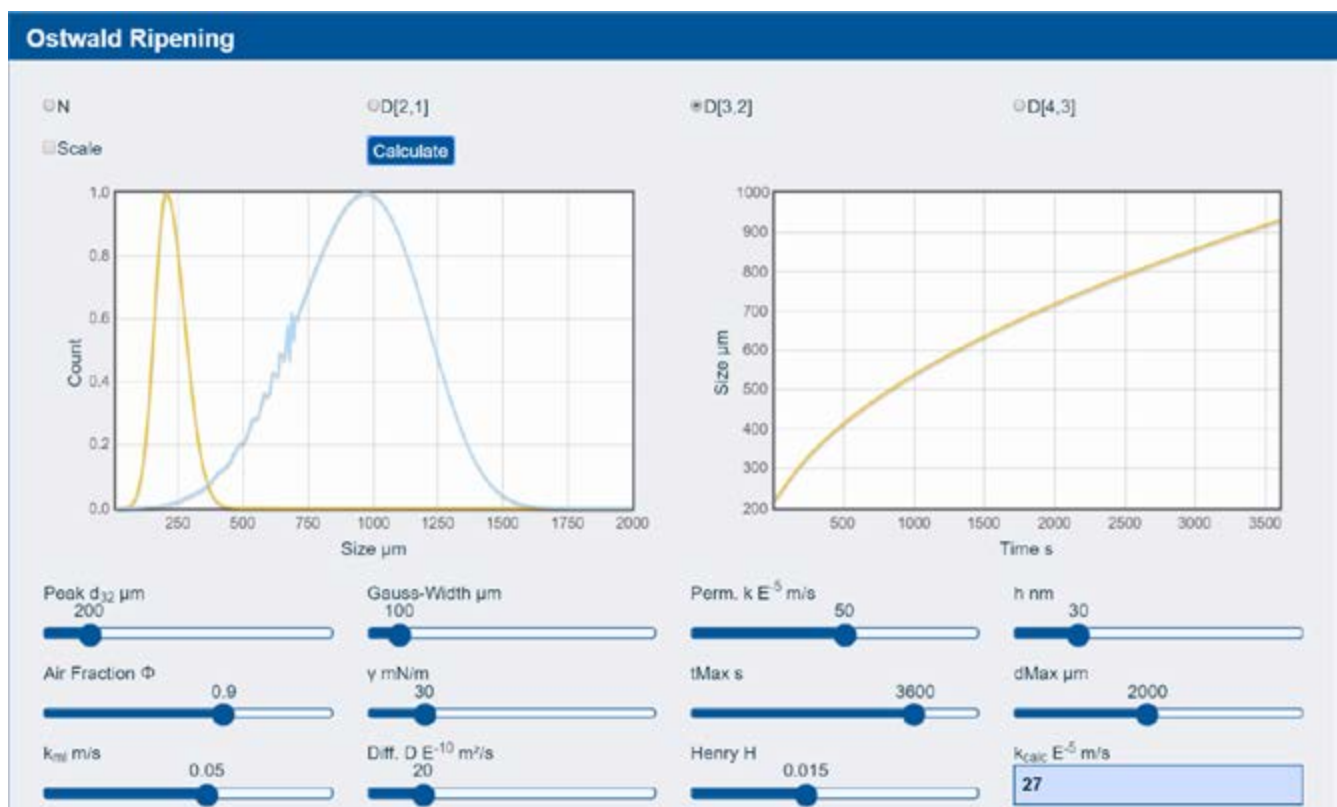 Ostwald Ripening
N D[2,1] D[3,2] D[4,3]
Scale Calculate
1.0
0.8
0.6
0.4
0.2
0.0
Count
250 500 750 1000 1250 1500 1750 2000
Size µm
1000
900
800
700
600
500
400
300
200
Size µm
500 1000 1500 2000 2500 3000 3500
Time s
Peak d32 µm Gauss-Width µm Perm. k E-5 m/s h nm
200 100 50 30
Air Fraction Φ γ mN/m tMax s dMax µm
0.9 30 3600 2000
kml m/s Diff. D E-10 m²/s Henry H kcalc E-5 m/s
0.05 20 0.015 27